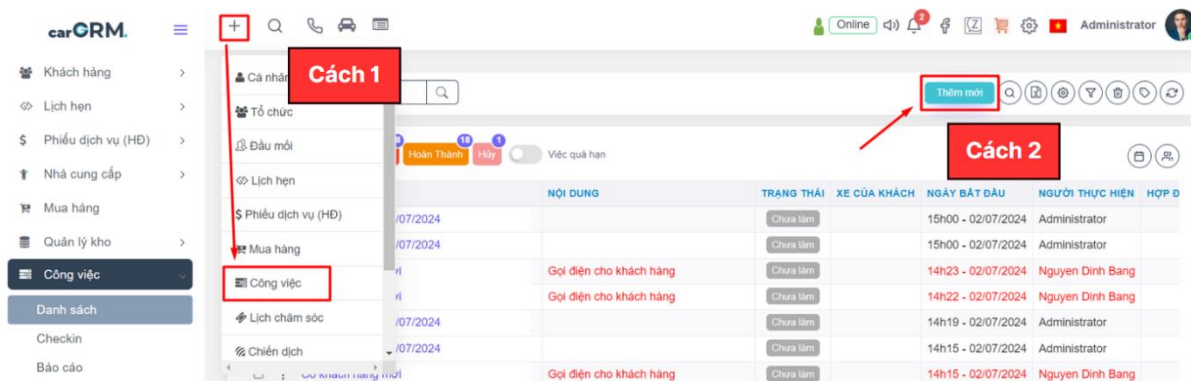 carGRM.
2
Online
Administrator
Khách hàng
Lịch hẹn
Phiếu dịch vụ (HĐ)
Nhà cung cấp
Mua hàng
Quản lý kho
Công việc
Danh sách
Checkin
Báo cáo
Cách 1
Cá nhân
Tổ chức
Đầu mối
Lịch hẹn
$ Phiếu dịch vụ (HĐ)
Mua hàng
Công việc
Lịch chăm sóc
Chiến dịch
Thêm mới
Cách 2
18 1
Hoàn Thành Hủy Việc quá hạn
NỘI DUNG TRẠNG THÁI XE CỦA KHÁCH NGÀY BẮT ĐẦU NGƯỜI THỰC HIỆN HỢP Đ
/07/2024 Chưa làm 15h00 - 02/07/2024 Administrator
/07/2024 Chưa làm 15h00 - 02/07/2024 Administrator
Gọi điện cho khách hàng Chưa làm 14h23 - 02/07/2024 Nguyen Dinh Bang
Gọi điện cho khách hàng Chưa làm 14h22 - 02/07/2024 Nguyen Dinh Bang
/07/2024 Chưa làm 14h19 - 02/07/2024 Administrator
/07/2024 Chưa làm 14h15 - 02/07/2024 Administrator
Có khách hàng mới Gọi điện cho khách hàng Chưa làm 14h15 - 02/07/2024 Nguyen Dinh Bang